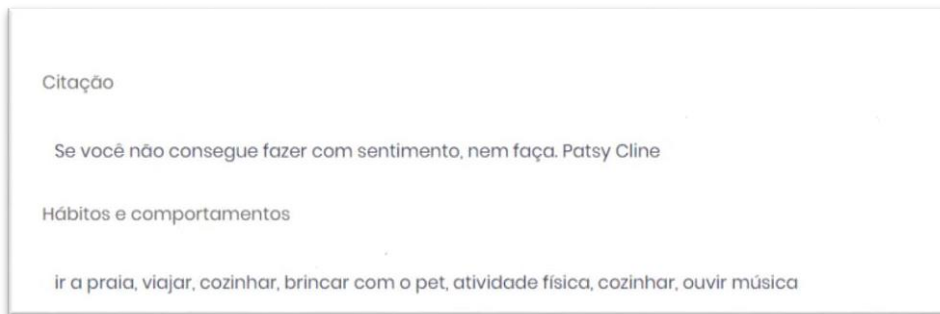 Citação
Se você não consegue fazer com sentimento, nem faça. Patsy Cline
Hábitos e comportamentos
ir a praia, viajar, cozinhar, brincar com o pet, atividade física, cozinhar, ouvir música